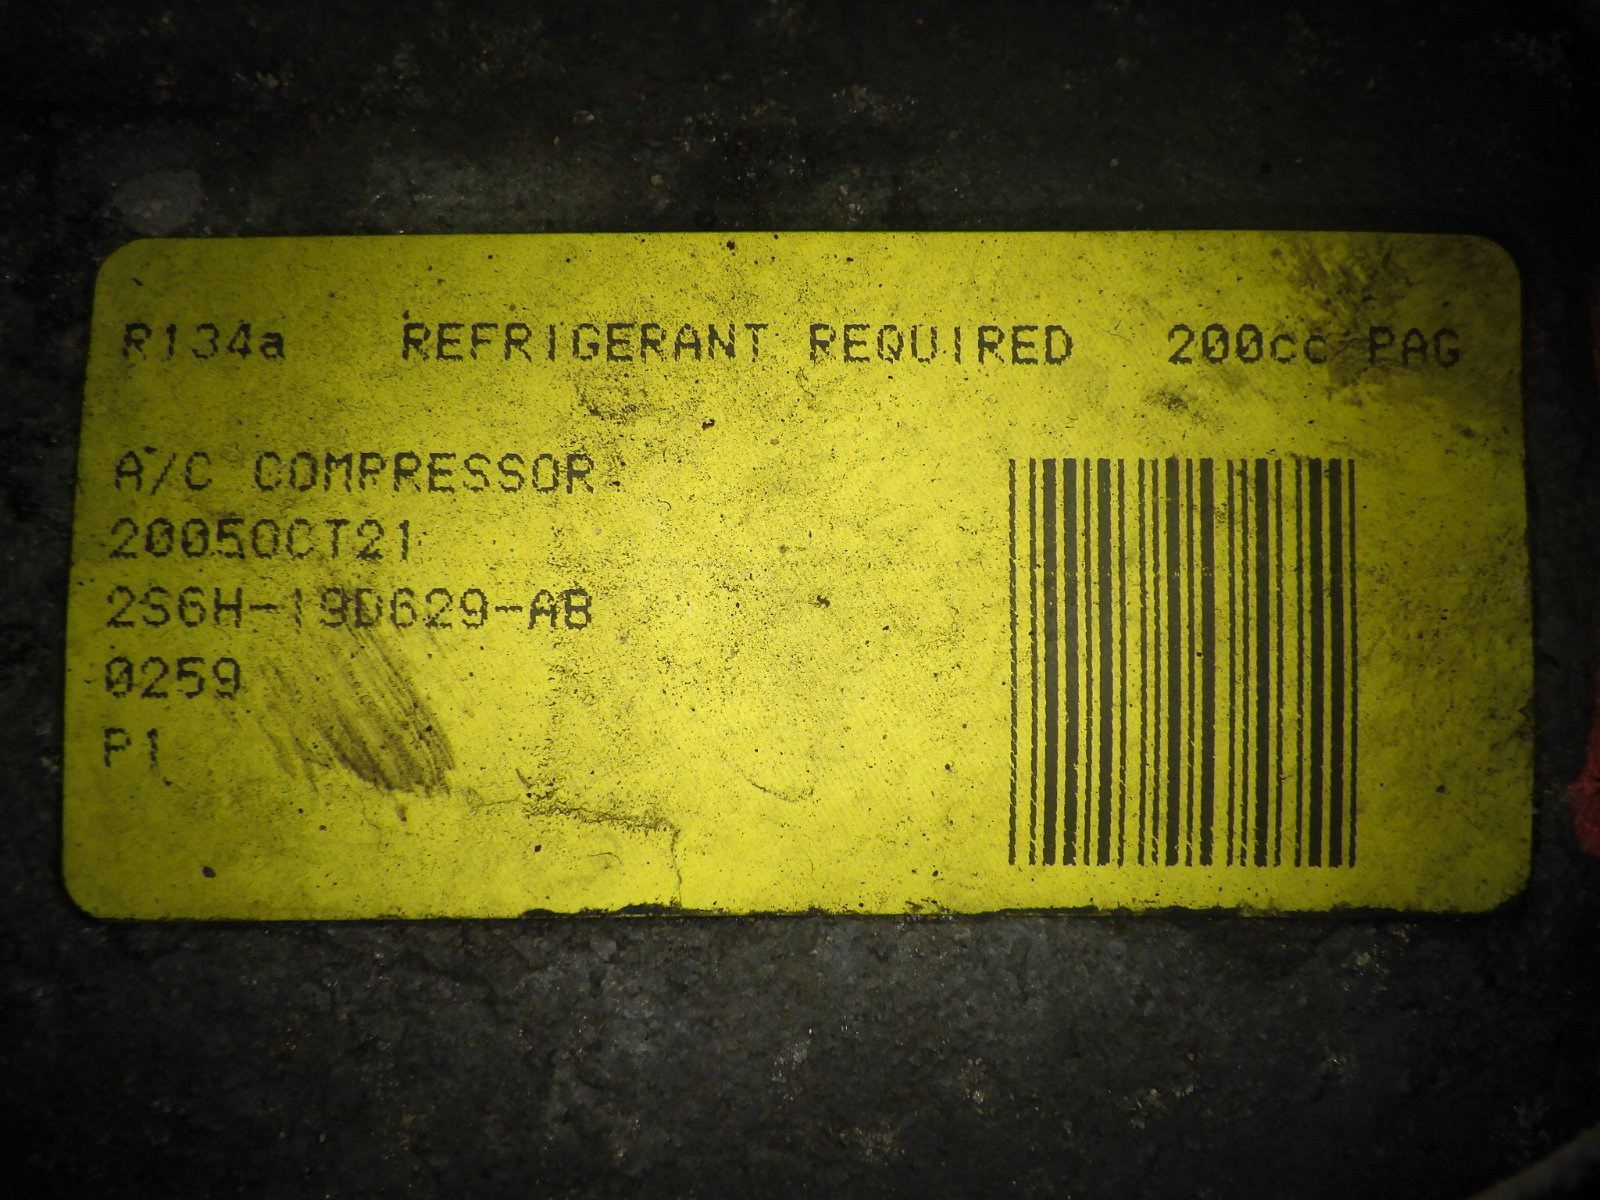 R134a REFRIGERANT REQUIRED 200cc PAG
A/C COMPRESSOR
2005OCT21
2S6H-19D629-AB
0259
P1